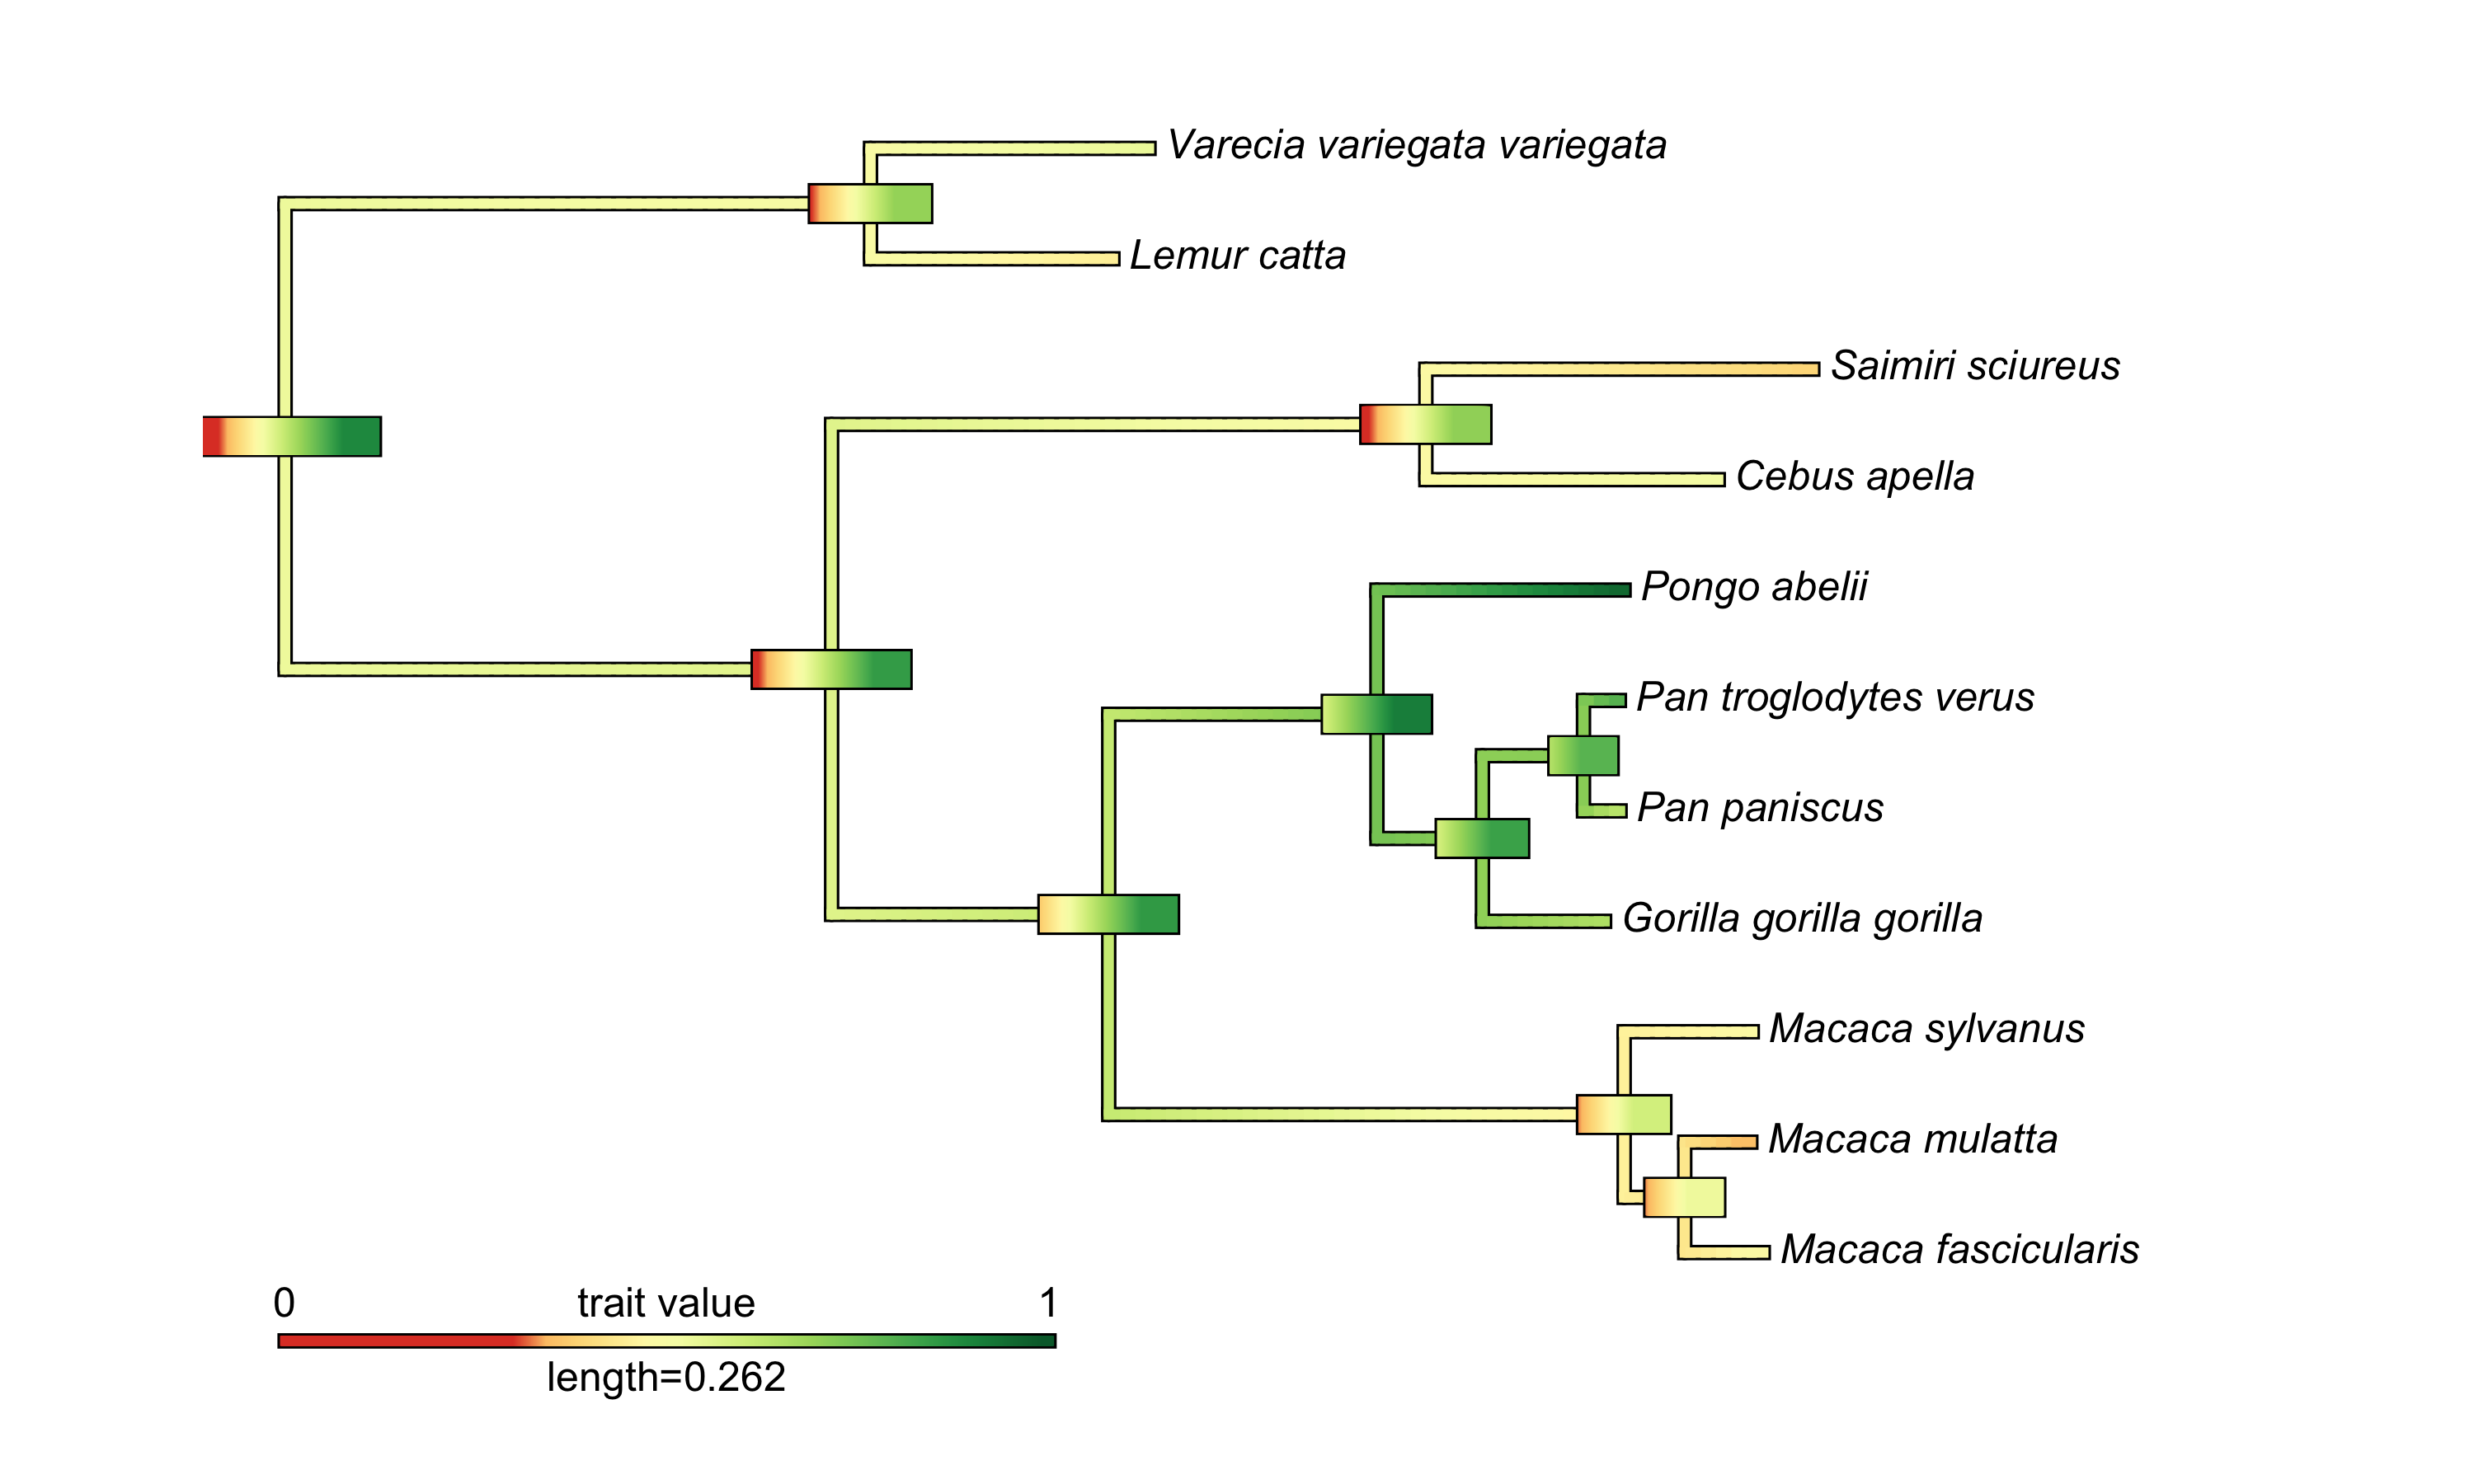 Varecia variegata variegata
Lemur catta
Saimiri sciureus
Cebus apella
Pongo abelii
Pan troglodytes verus
Pan paniscus
Gorilla gorilla gorilla
Macaca sylvanus
Macaca mulatta
Macaca fascicularis
0 trait value 1
length=0.262